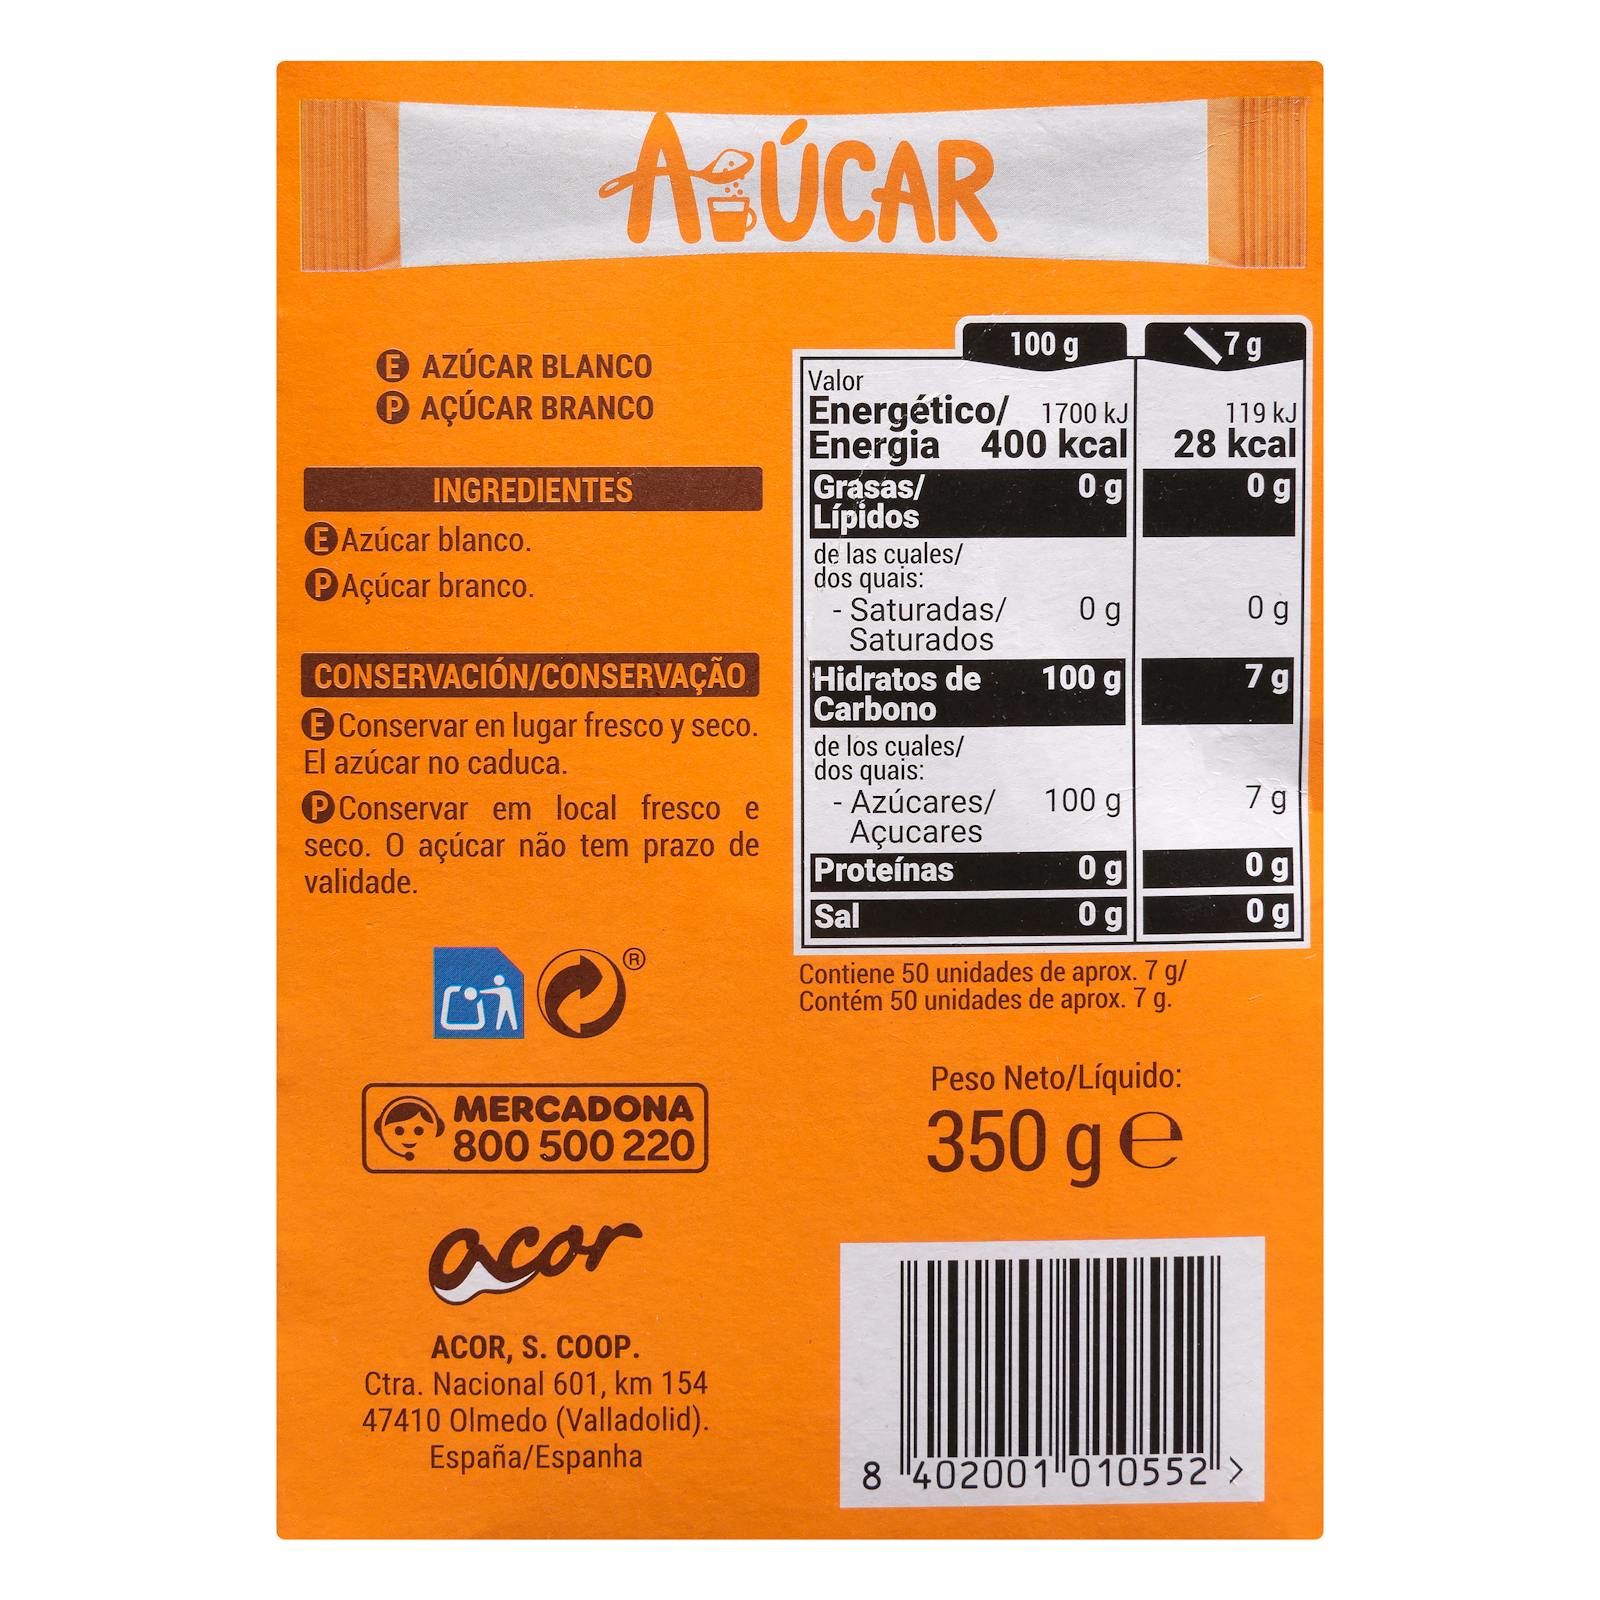 AZÚCAR
E AZÚCAR BLANCO
P AÇÚCAR BRANCO
INGREDIENTES
E Azúcar blanco.
P Açúcar branco.
CONSERVACIÓN/CONSERVAÇÃO
E Conservar en lugar fresco y seco.
El azúcar no caduca.
P Conservar em local fresco e
seco. O açúcar não tem prazo de
validade.
®
MERCADONA
800 500 220
acor
ACOR, S. COOP.
Ctra. Nacional 601, km 154
47410 Olmedo (Valladolid).
España/Espanha
100 g 7 g
Valor
Energético/ 1700 kJ 119 kJ
Energia 400 kcal 28 kcal
Grasas/ 0 g 0 g
Lípidos
de las cuales/
dos quais:
- Saturadas/ 0 g 0 g
Saturados
Hidratos de 100 g 7 g
Carbono
de los cuales/
dos quais:
- Azúcares/ 100 g 7 g
Açucares
Proteínas 0 g 0 g
Sal 0 g 0 g
Contiene 50 unidades de aprox. 7 g/
Contém 50 unidades de aprox. 7 g.
Peso Neto/Líquido:
350 g ℮
8 402001 010552 >